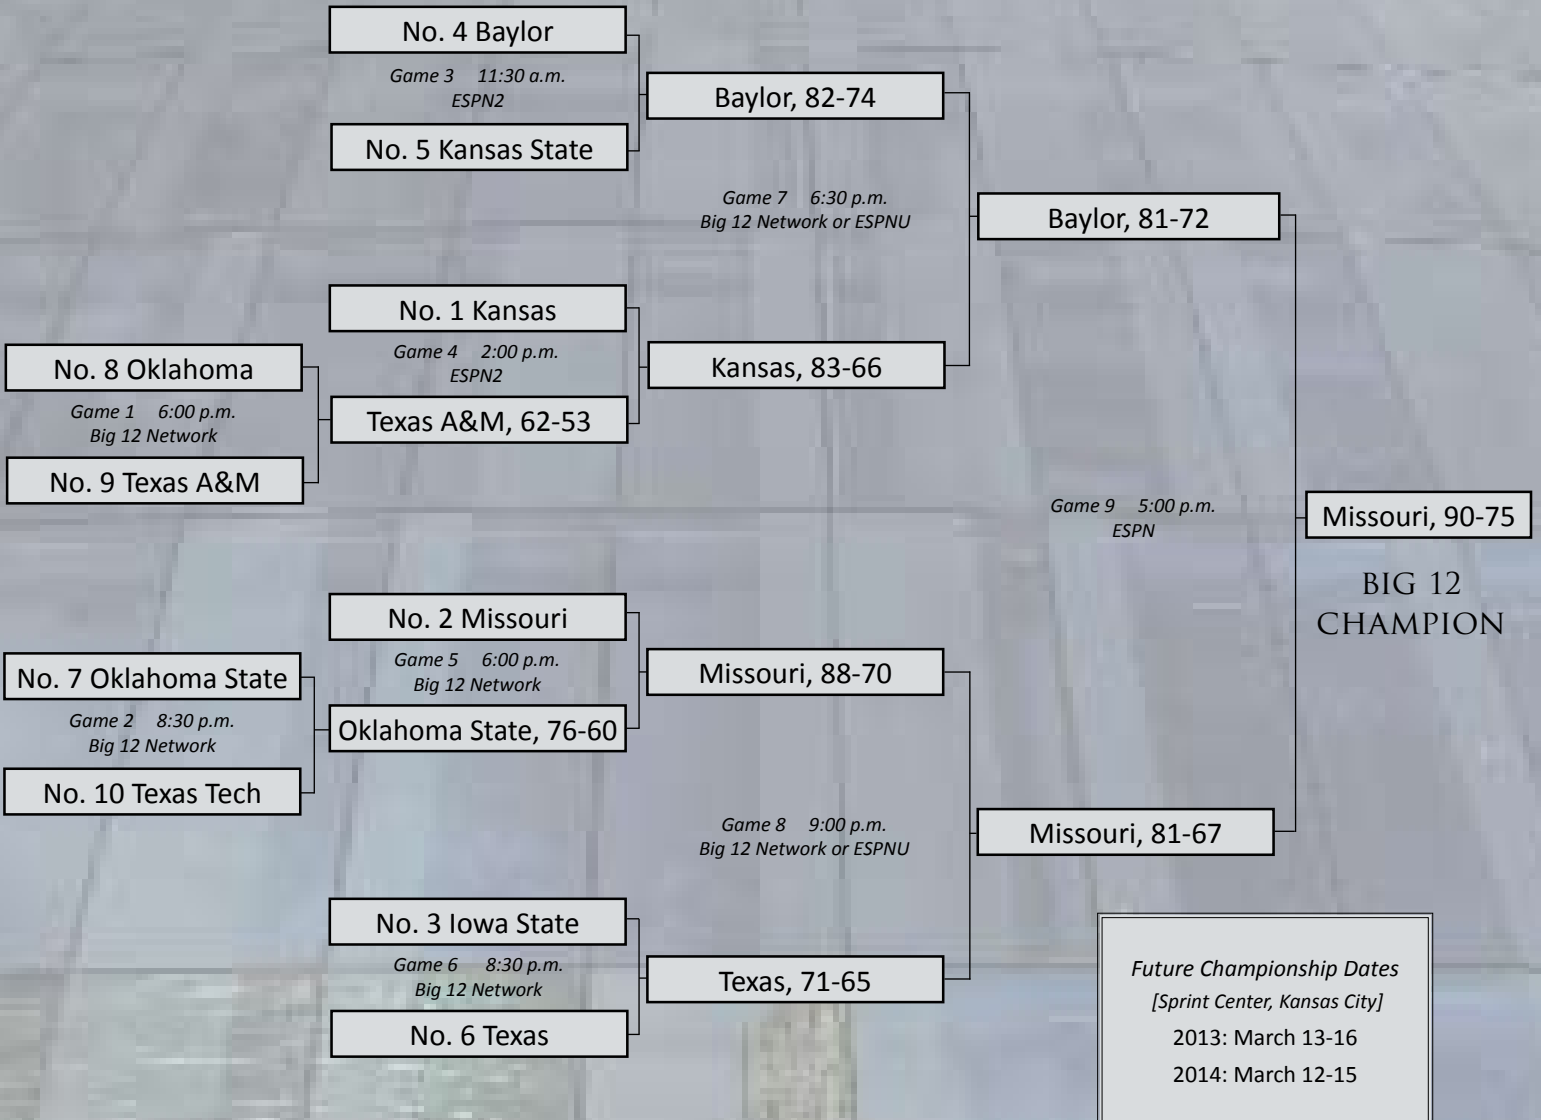 No. 4 Baylor
Game 3 11:30 a.m.
ESPN2
No. 5 Kansas State
Baylor, 82-74
Game 7 6:30 p.m.
Big 12 Network or ESPNU
Baylor, 81-72
No. 1 Kansas
Game 4 2:00 p.m.
ESPN2
Texas A&M, 62-53
Kansas, 83-66
No. 8 Oklahoma
Game 1 6:00 p.m.
Big 12 Network
No. 9 Texas A&M
Game 9 5:00 p.m.
ESPN
Missouri, 90-75
BIG 12
CHAMPION
No. 2 Missouri
Game 5 6:00 p.m.
Big 12 Network
Oklahoma State, 76-60
Missouri, 88-70
No. 7 Oklahoma State
Game 2 8:30 p.m.
Big 12 Network
No. 10 Texas Tech
Game 8 9:00 p.m.
Big 12 Network or ESPNU
Missouri, 81-67
No. 3 Iowa State
Game 6 8:30 p.m.
Big 12 Network
No. 6 Texas
Texas, 71-65
Future Championship Dates
[Sprint Center, Kansas City]
2013: March 13-16
2014: March 12-15